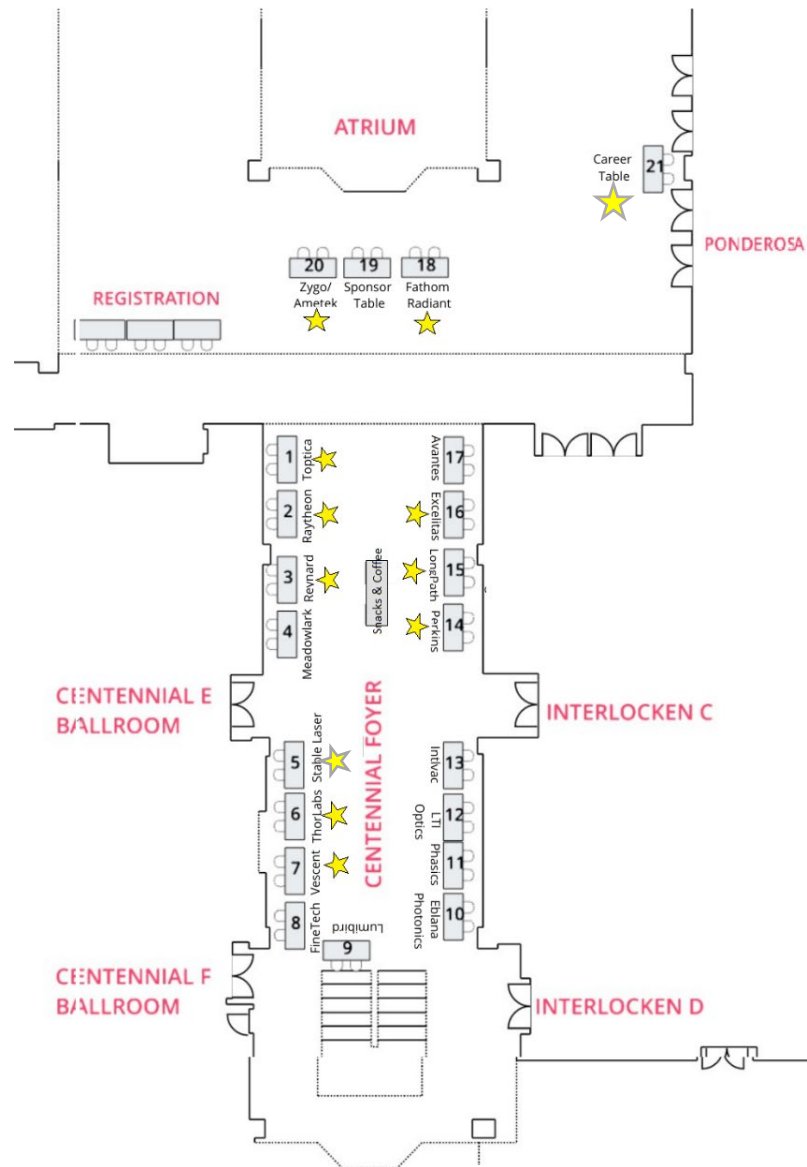 ATRIUM
Career
Table
21
PONDEROSA
20
19
18
Zygo/
Ametek
Sponsor
Table
Fathom
Radiant
REGISTRATION
1
Toptica
17
Avantes
2
Raytheon
16
Excelitas
3
Reynard
Snacks & Coffee
15
LongPath
4
Meadowlark
14
Perkins
CENTENNIAL E
BALLROOM
CENTENNIAL FOYER
INTERLOCKEN C
5
Stable Laser
13
Intlvac
6
ThorLabs
12
LTI
Optics
7
Vescent
11
Phasics
8
FineTech
10
Eblana
Photonics
Lumibird
9
CENTENNIAL F
BALLROOM
INTERLOCKEN D